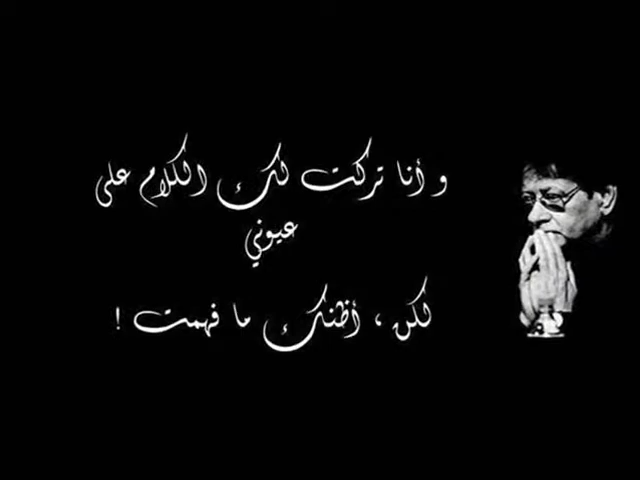 و أنا تركت لك الكلام على
عيوني
لكن ، أظنك ما فهمت !